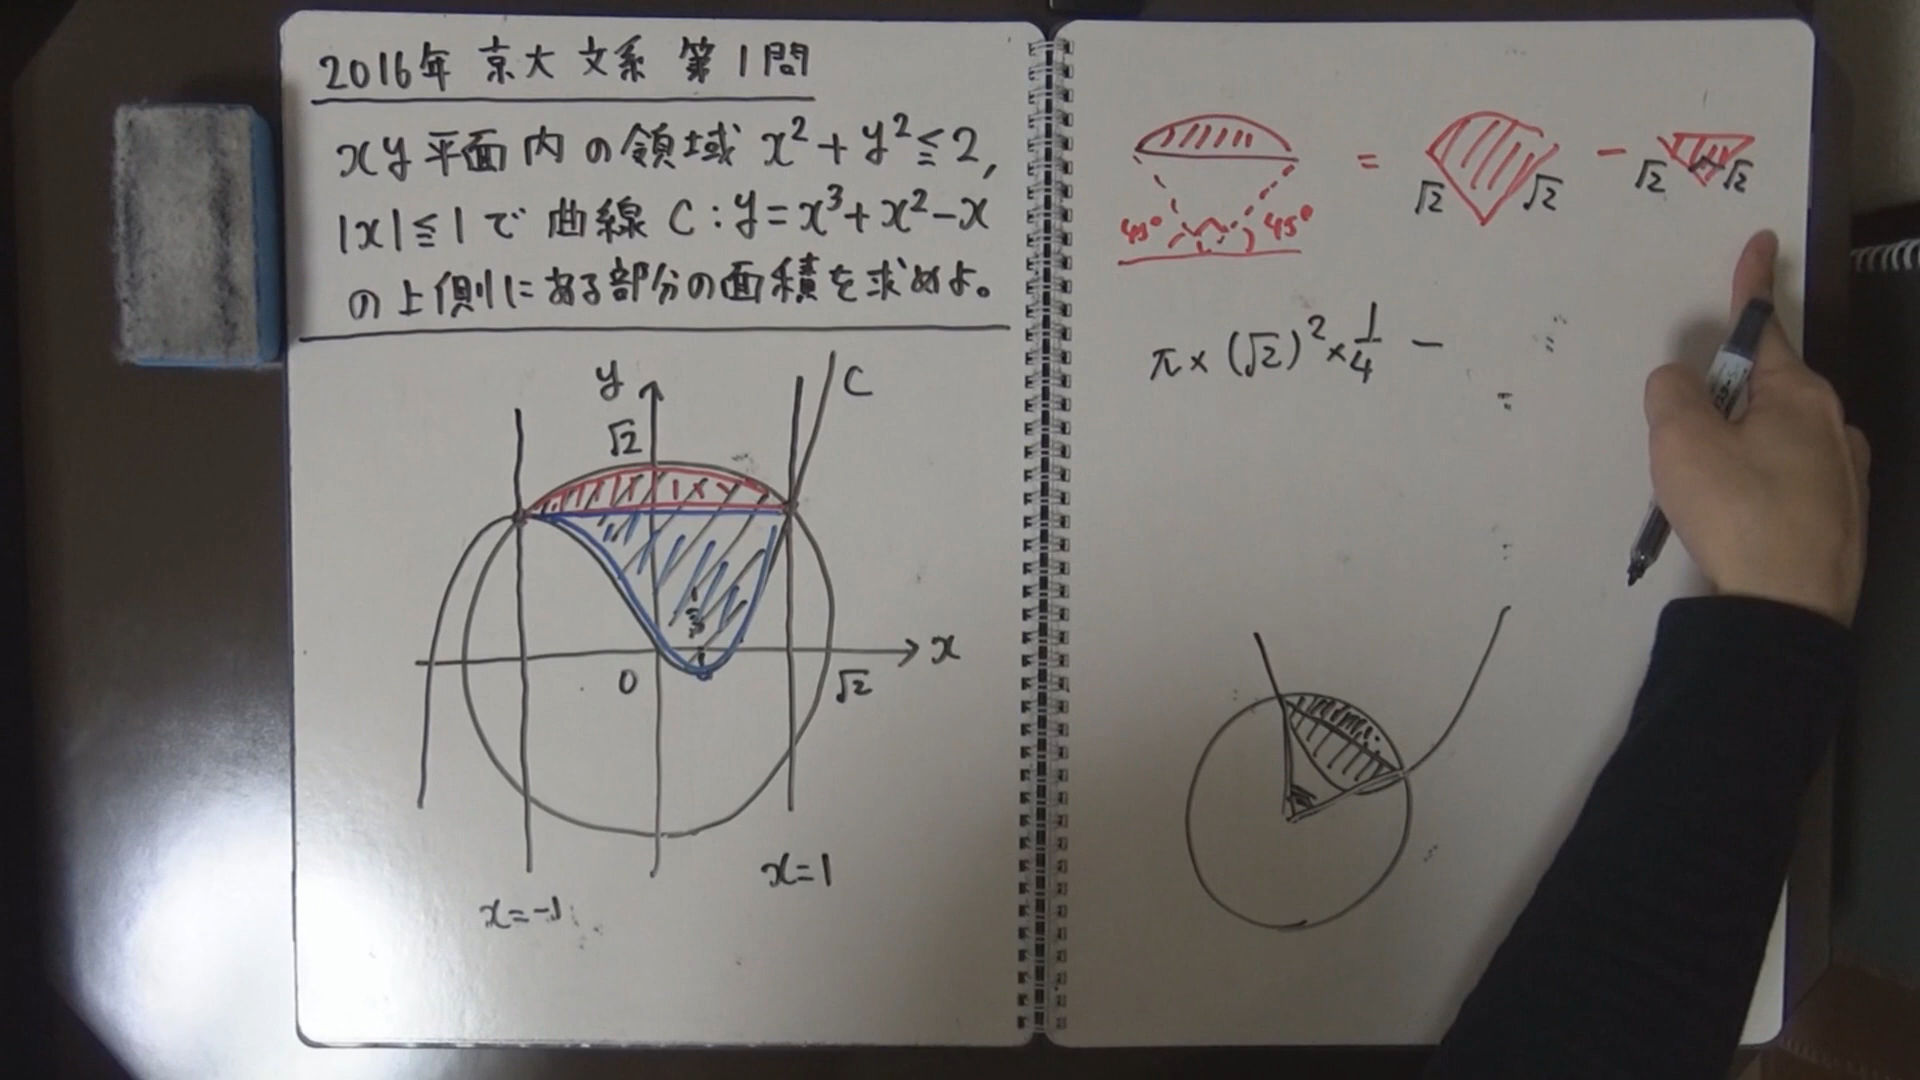 2016年 京大 文系 第1問
xy平面内の領域 x²+y²≦2,
|x|≦1で 曲線 C:y=x³+x²−x
の上側にある部分の面積を求めよ。
y
C
√2
1/3
x
0
√2
x=1
x=-1
=
−
√2
√2
√2
√2
45°
45°
π×(√2)²×1/4 −